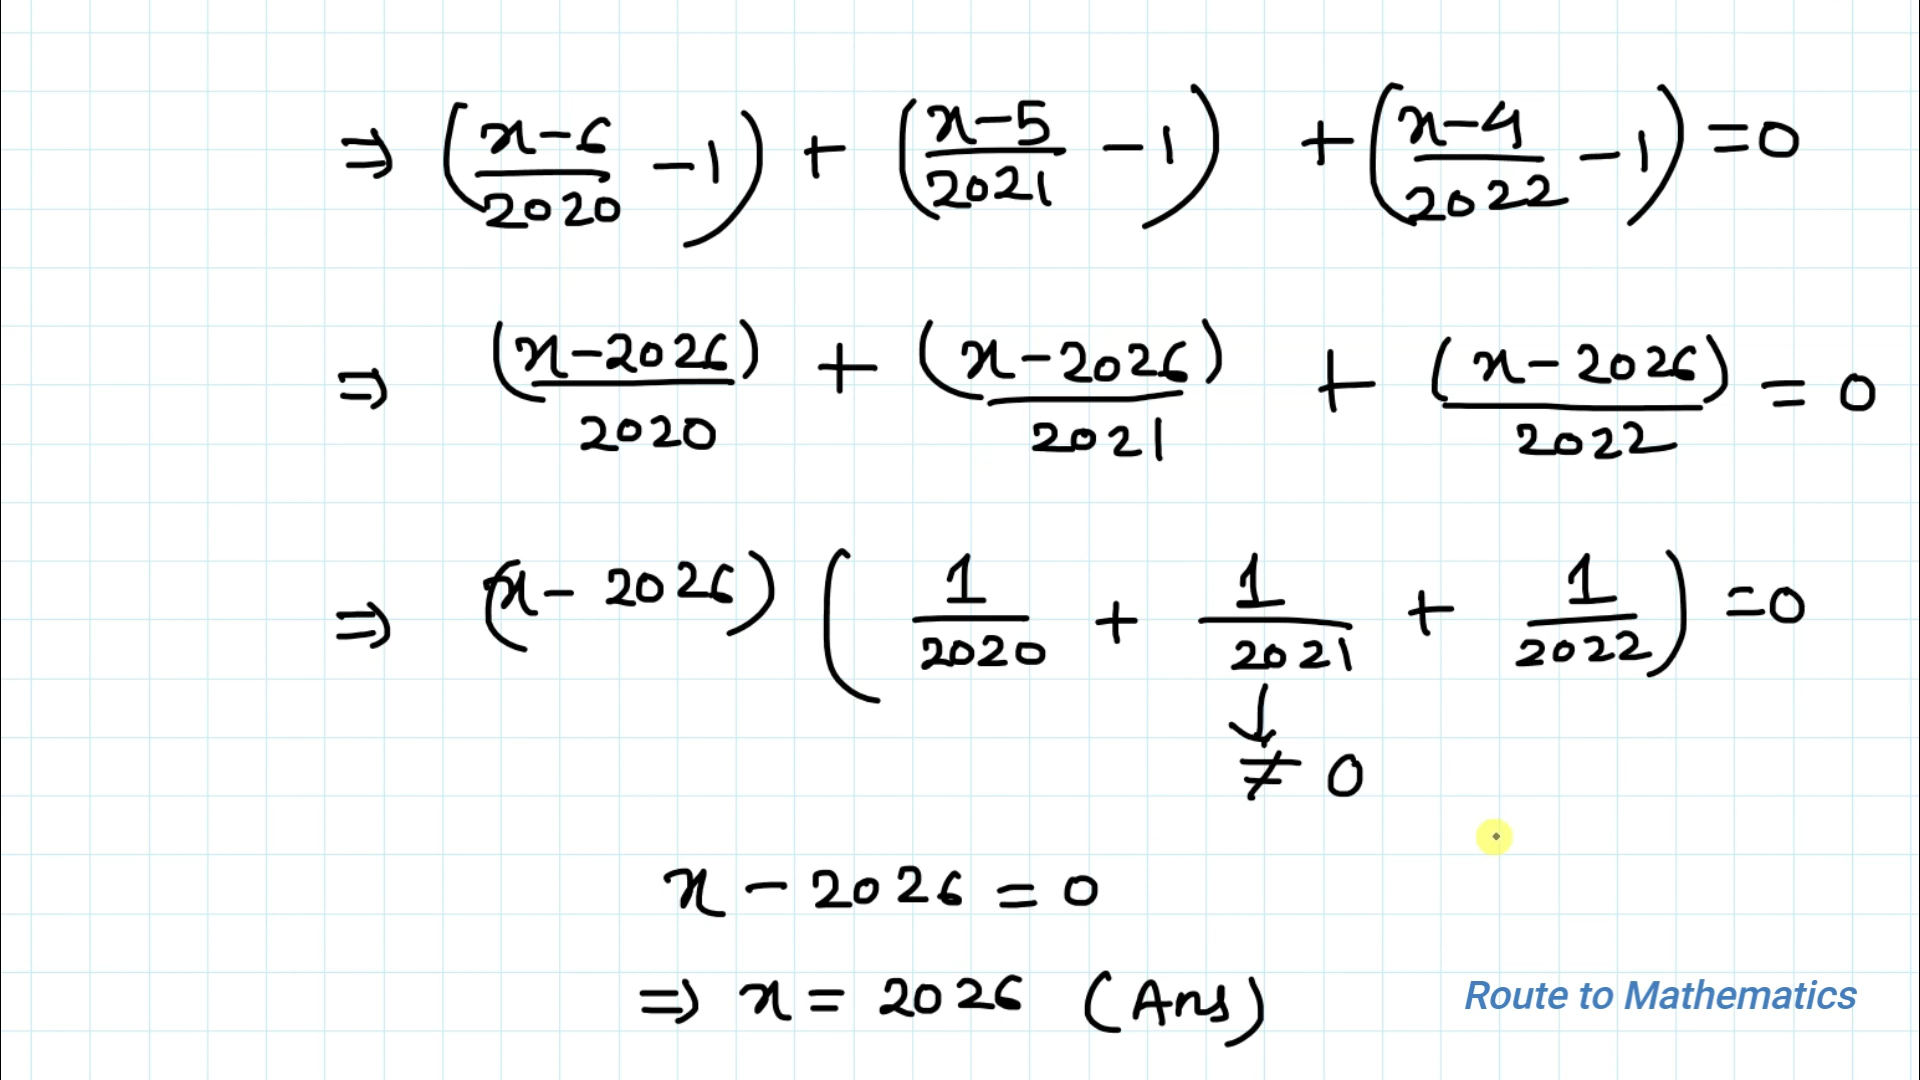 ⇒ (x-6/2020 -1) + (x-5/2021 -1) + (x-4/2022 -1) =0
⇒ (x-2026)/2020 + (x-2026)/2021 + (x-2026)/2022 = 0
⇒ (x-2026) (1/2020 + 1/2021 + 1/2022) =0
↓
≠ 0
x - 2026 = 0
⇒ x = 2026 (Ans)
Route to Mathematics